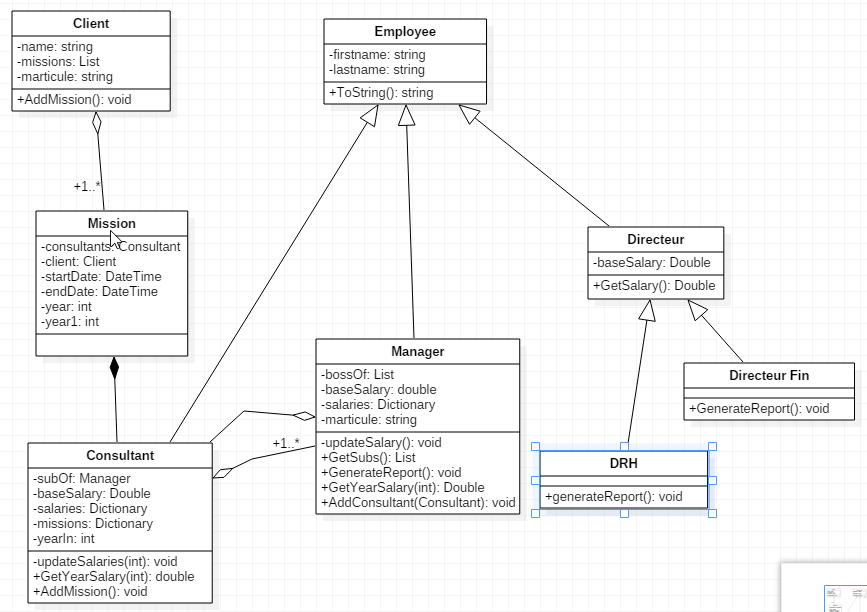 Client
-name: string
-missions: List
-marticule: string
+AddMission(): void
Employee
-firstname: string
-lastname: string
+ToString(): string
+1..*
Mission
-consultants: Consultant
-client: Client
-startDate: DateTime
-endDate: DateTime
-year: int
-year1: int
Directeur
-baseSalary: Double
+GetSalary(): Double
Manager
-bossOf: List
-baseSalary: double
-salaries: Dictionary
-marticule: string
-updateSalary(): void
+GetSubs(): List
+GenerateReport(): void
+GetYearSalary(int): Double
+AddConsultant(Consultant): void
Directeur Fin
+GenerateReport(): void
+1..*
Consultant
-subOf: Manager
-baseSalary: Double
-salaries: Dictionary
-missions: Dictionary
-yearIn: int
-updateSalaries(int): void
+GetYearSalary(int): double
+AddMission(): void
DRH
+generateReport(): void